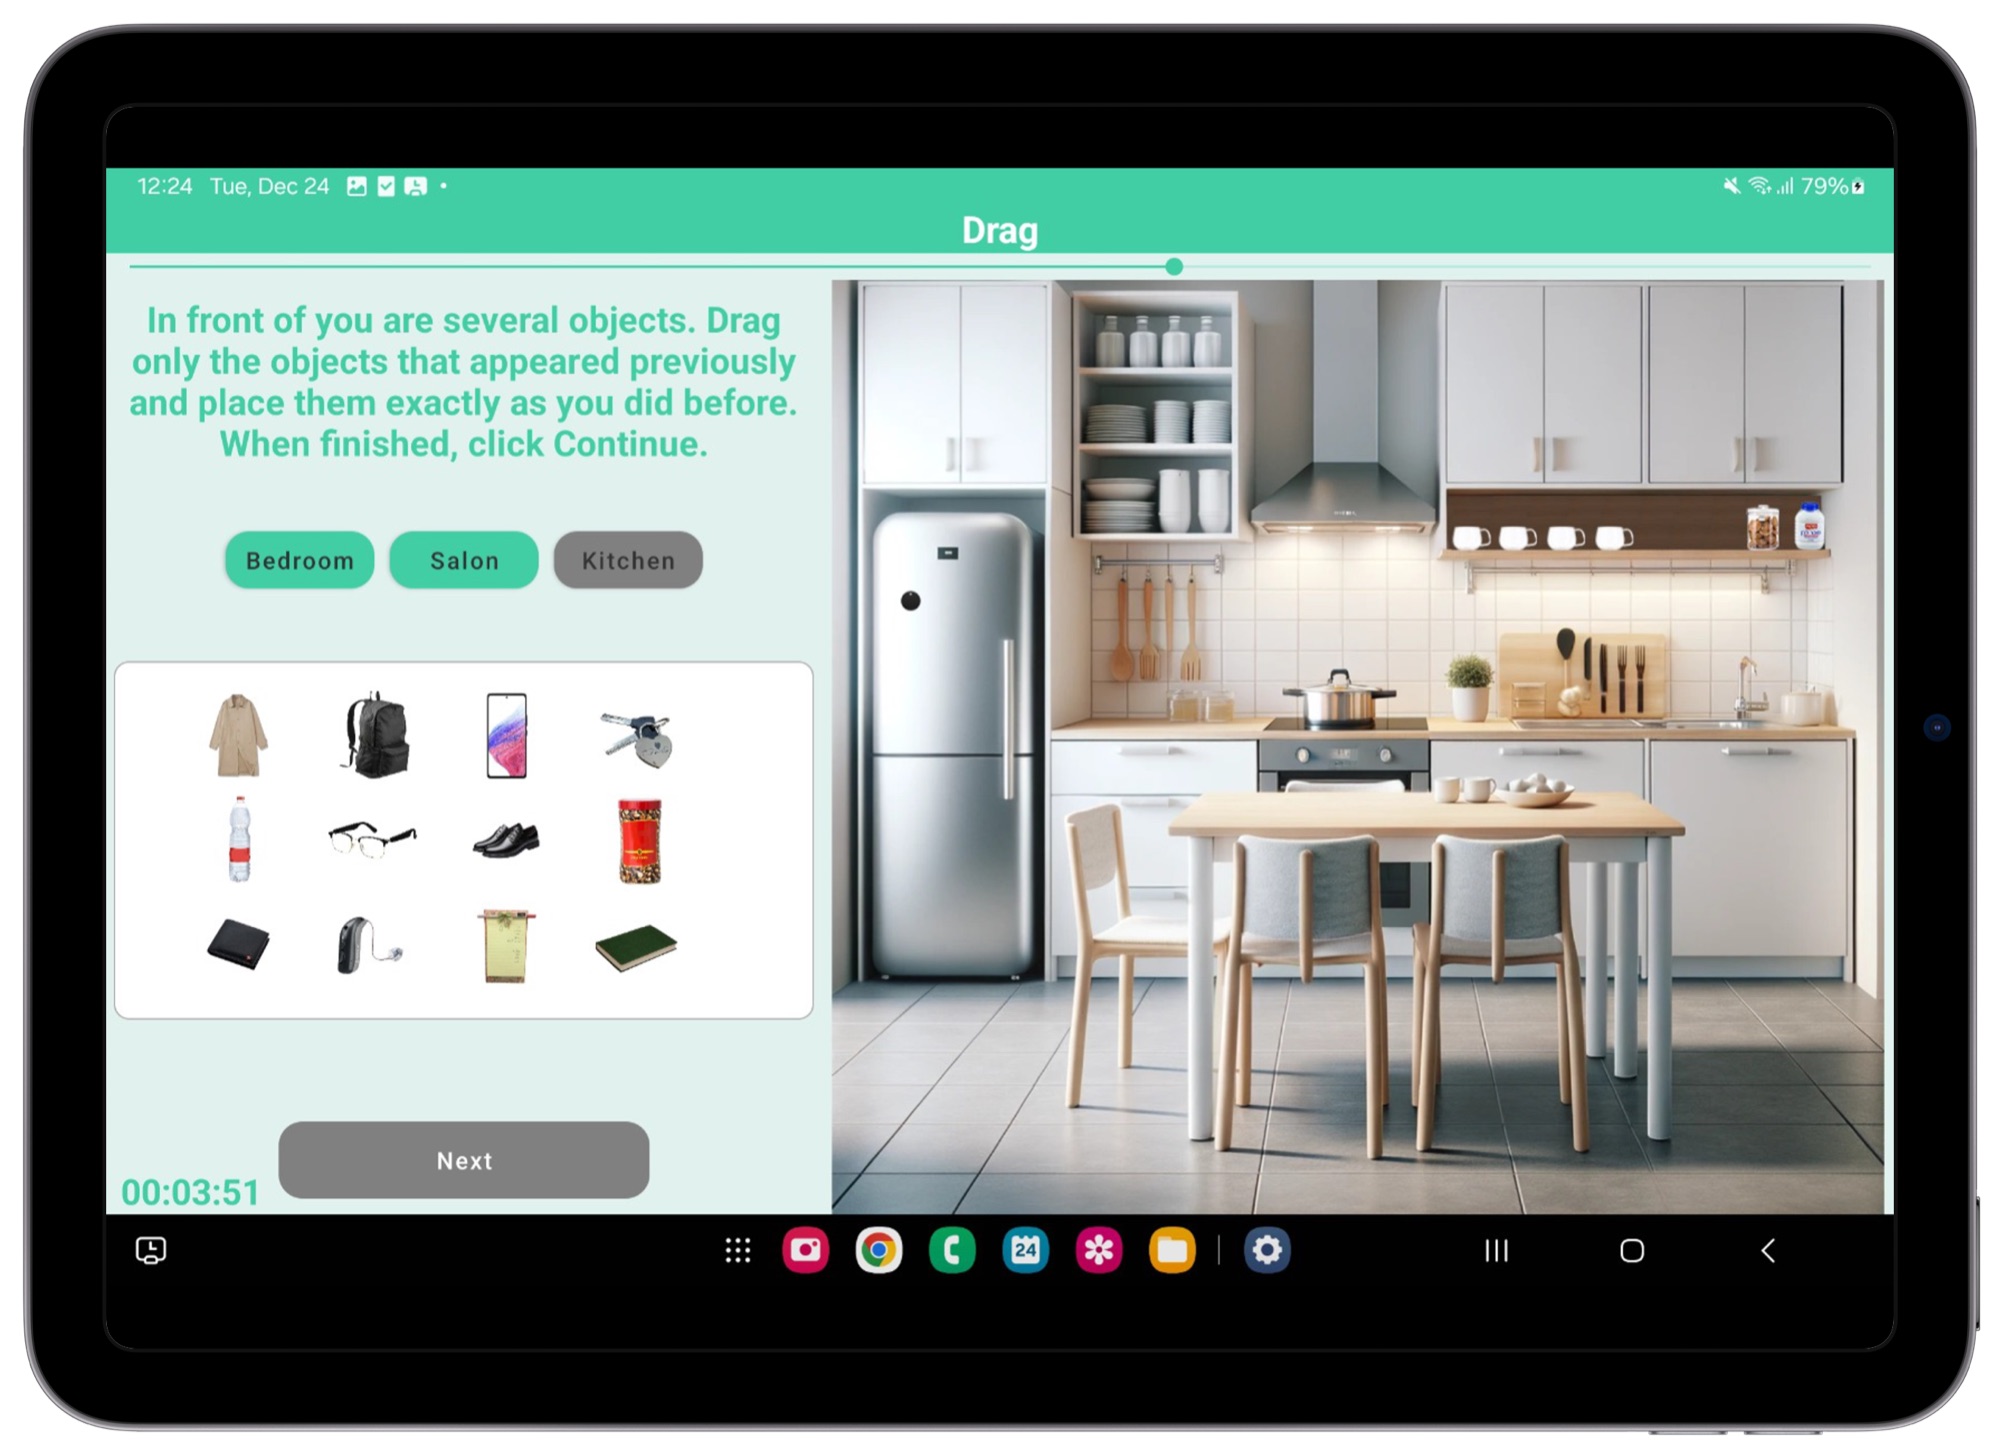 12:24 Tue, Dec 24
79%
Drag
In front of you are several objects. Drag
only the objects that appeared previously
and place them exactly as you did before.
When finished, click Continue.
Bedroom Salon Kitchen
Next
00:03:51
24